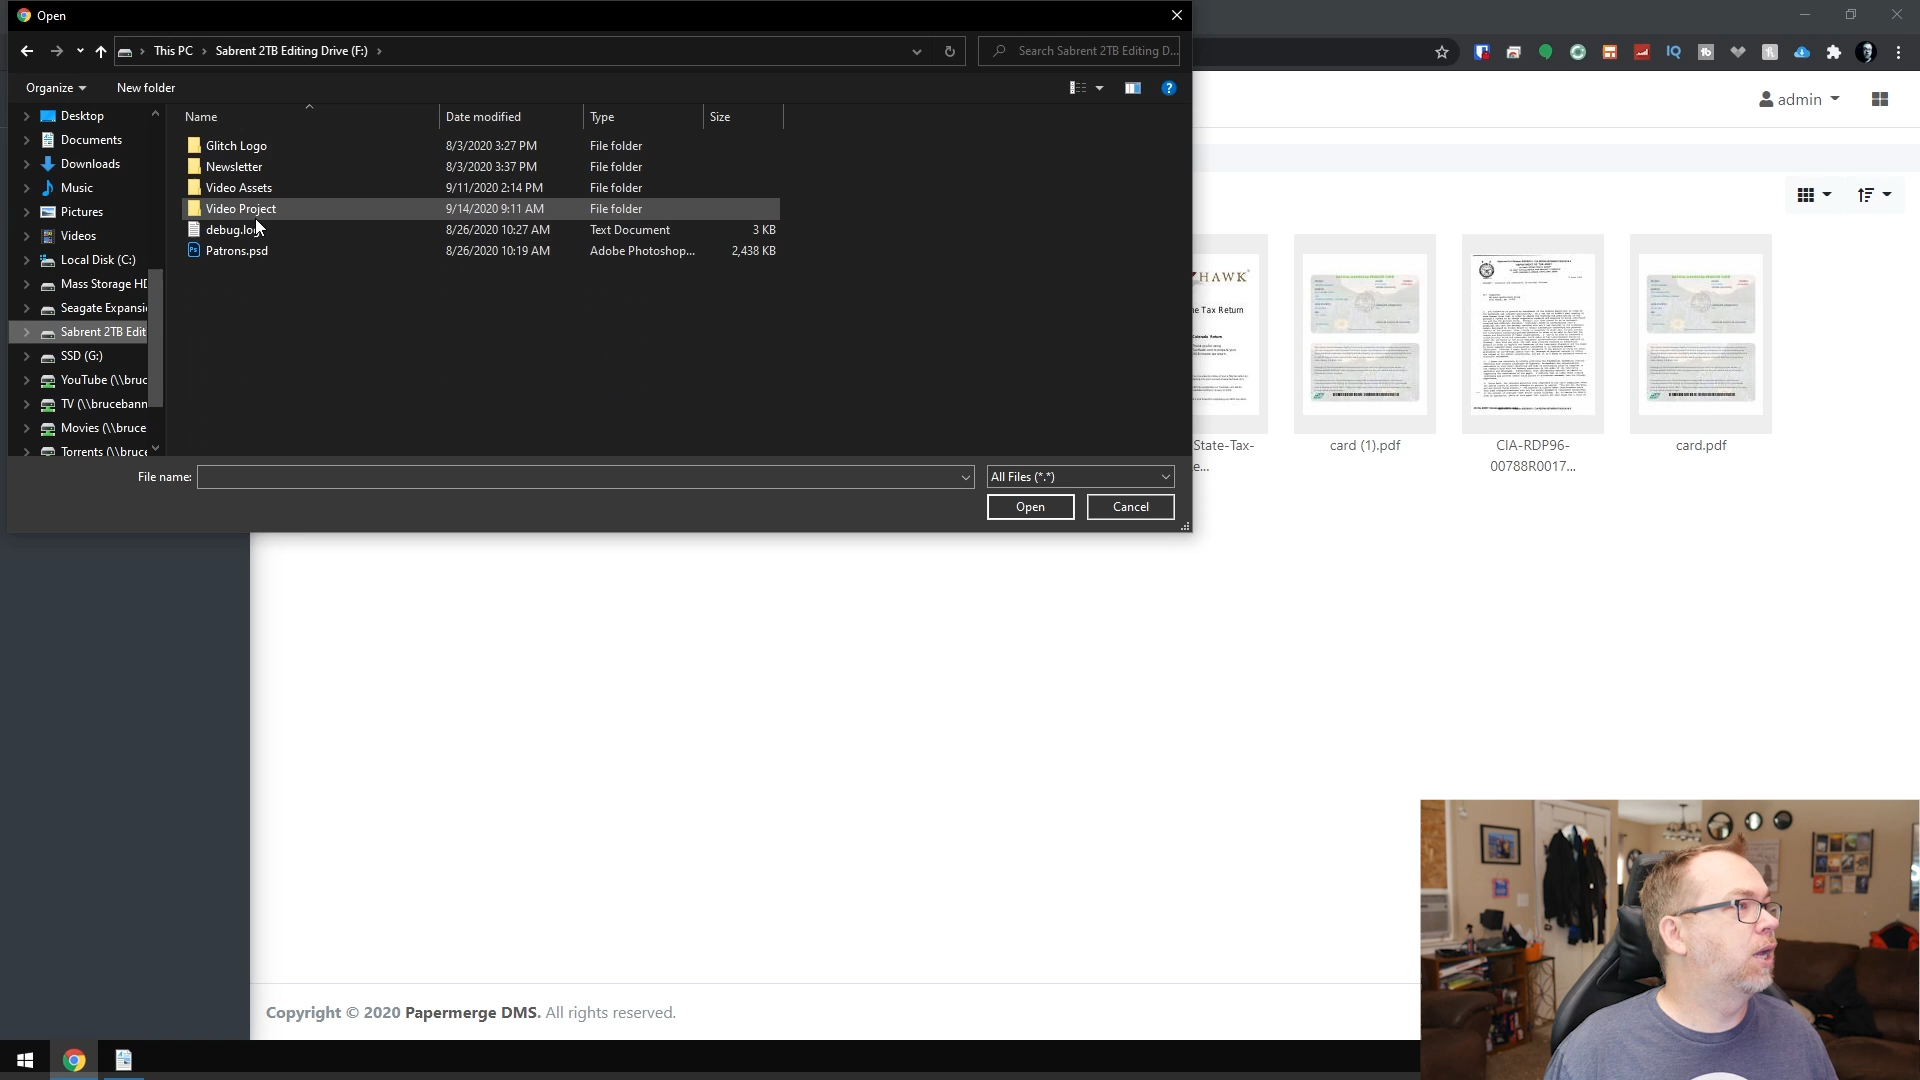 Open
This PC > Sabrent 2TB Editing Drive (F:) >
Search Sabrent 2TB Editing D...
Organize
New folder
Desktop
Documents
Downloads
Music
Pictures
Videos
Local Disk (C:)
Mass Storage HD
Seagate Expansi
Sabrent 2TB Edit
SSD (G:)
YouTube (\\bruc
TV (\\brucebann
Movies (\\bruce
Torrents (\\bruce
Name Date modified Type Size
Glitch Logo 8/3/2020 3:27 PM File folder
Newsletter 8/3/2020 3:37 PM File folder
Video Assets 9/11/2020 2:14 PM File folder
Video Project 9/14/2020 9:11 AM File folder
debug.log 8/26/2020 10:27 AM Text Document 3 KB
Patrons.psd 8/26/2020 10:19 AM Adobe Photoshop... 2,438 KB
File name:
All Files (*.*)
Open
Cancel
admin
HAWK
e Tax Return
State-Tax-
e...
card (1).pdf
CIA-RDP96-
00788R0017...
card.pdf
Copyright © 2020 Papermerge DMS. All rights reserved.